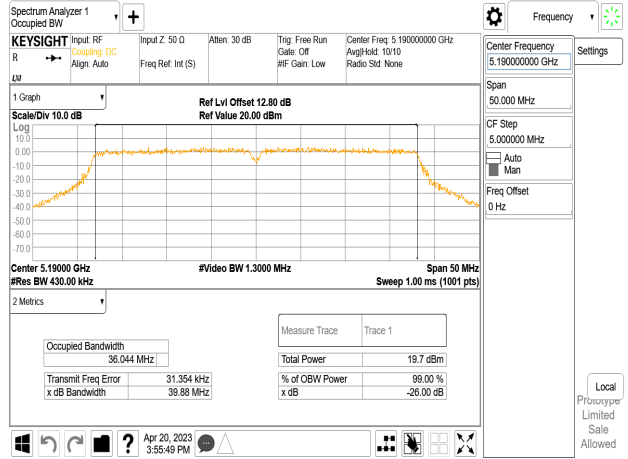 Spectrum Analyzer 1
Occupied BW
Frequency
KEYSIGHT
R
LNI
Input: RF
Coupling: DC
Align: Auto
Input Z: 50 Ω
Freq Ref: Int (S)
Atten: 30 dB
Trig: Free Run
Gate: Off
#IF Gain: Low
Center Freq: 5.190000000 GHz
Avg|Hold: 10/10
Radio Std: None
Center Frequency
5.190000000 GHz
Settings
Span
50.000 MHz
CF Step
5.000000 MHz
Auto
Man
Freq Offset
0 Hz
1 Graph
Scale/Div 10.0 dB
Ref Lvl Offset 12.80 dB
Ref Value 20.00 dBm
Log
10.0
0.00
-10.0
-20.0
-30.0
-40.0
-50.0
-60.0
-70.0
Center 5.19000 GHz
#Video BW 1.3000 MHz
Span 50 MHz
#Res BW 430.00 kHz
Sweep 1.00 ms (1001 pts)
2 Metrics
Measure Trace Trace 1
Occupied Bandwidth
36.044 MHz
Total Power 19.7 dBm
Transmit Freq Error 31.354 kHz
% of OBW Power 99.00 %
x dB Bandwidth 39.88 MHz
x dB -26.00 dB
Local
Prototype
Limited
Sale
Allowed
?
Apr 20, 2023
3:55:49 PM